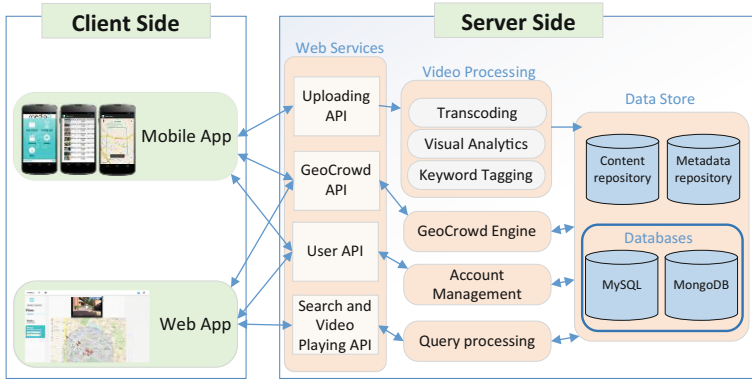 Client Side
Server Side
Web Services
Uploading
API
GeoCrowd
API
User API
Search and
Video
Playing API
Mobile App
Web App
Video Processing
Transcoding
Visual Analytics
Keyword Tagging
GeoCrowd Engine
Account
Management
Query processing
Data Store
Content
repository
Metadata
repository
Databases
MySQL
MongoDB